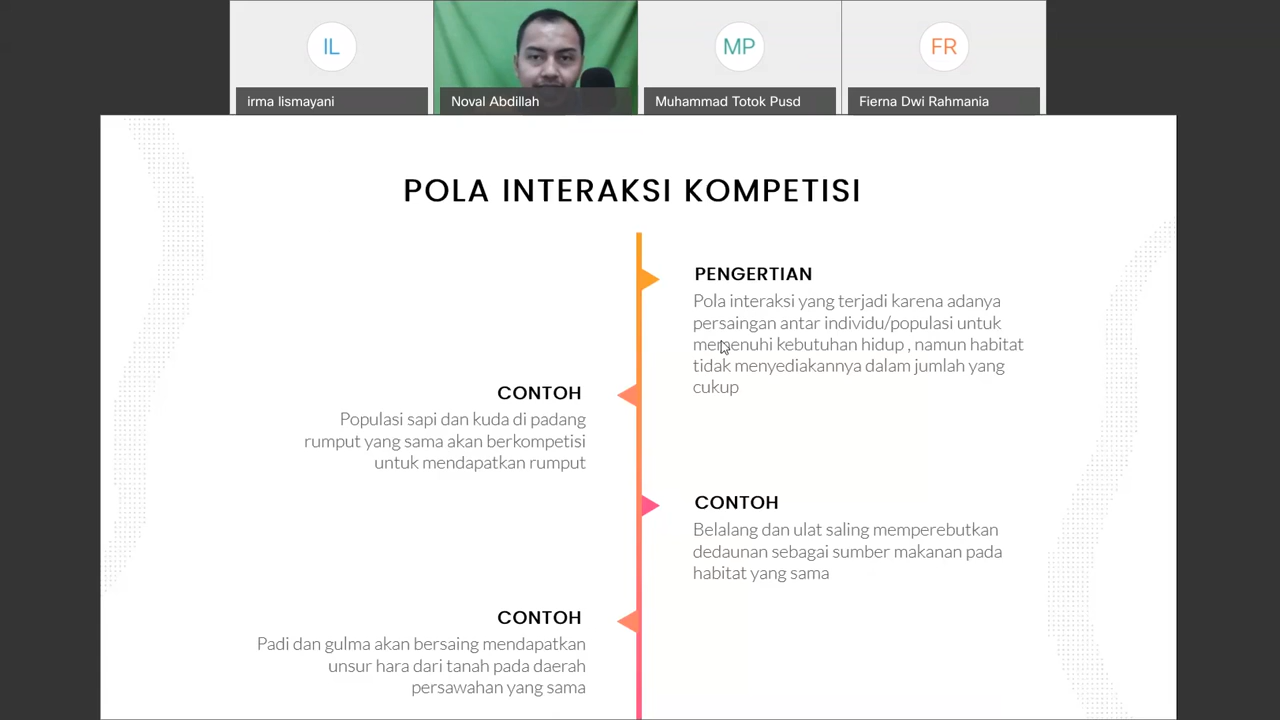 IL
MP
FR
irma lismayani
Noval Abdillah
Muhammad Totok Pusd
Fierna Dwi Rahmania
POLA INTERAKSI KOMPETISI
PENGERTIAN
Pola interaksi yang terjadi karena adanya
persaingan antar individu/populasi untuk
memenuhi kebutuhan hidup , namun habitat
tidak menyediakannya dalam jumlah yang
cukup
CONTOH
Populasi sapi dan kuda di padang
rumput yang sama akan berkompetisi
untuk mendapatkan rumput
CONTOH
Belalang dan ulat saling memperebutkan
dedaunan sebagai sumber makanan pada
habitat yang sama
CONTOH
Padi dan gulma akan bersaing mendapatkan
unsur hara dari tanah pada daerah
persawahan yang sama